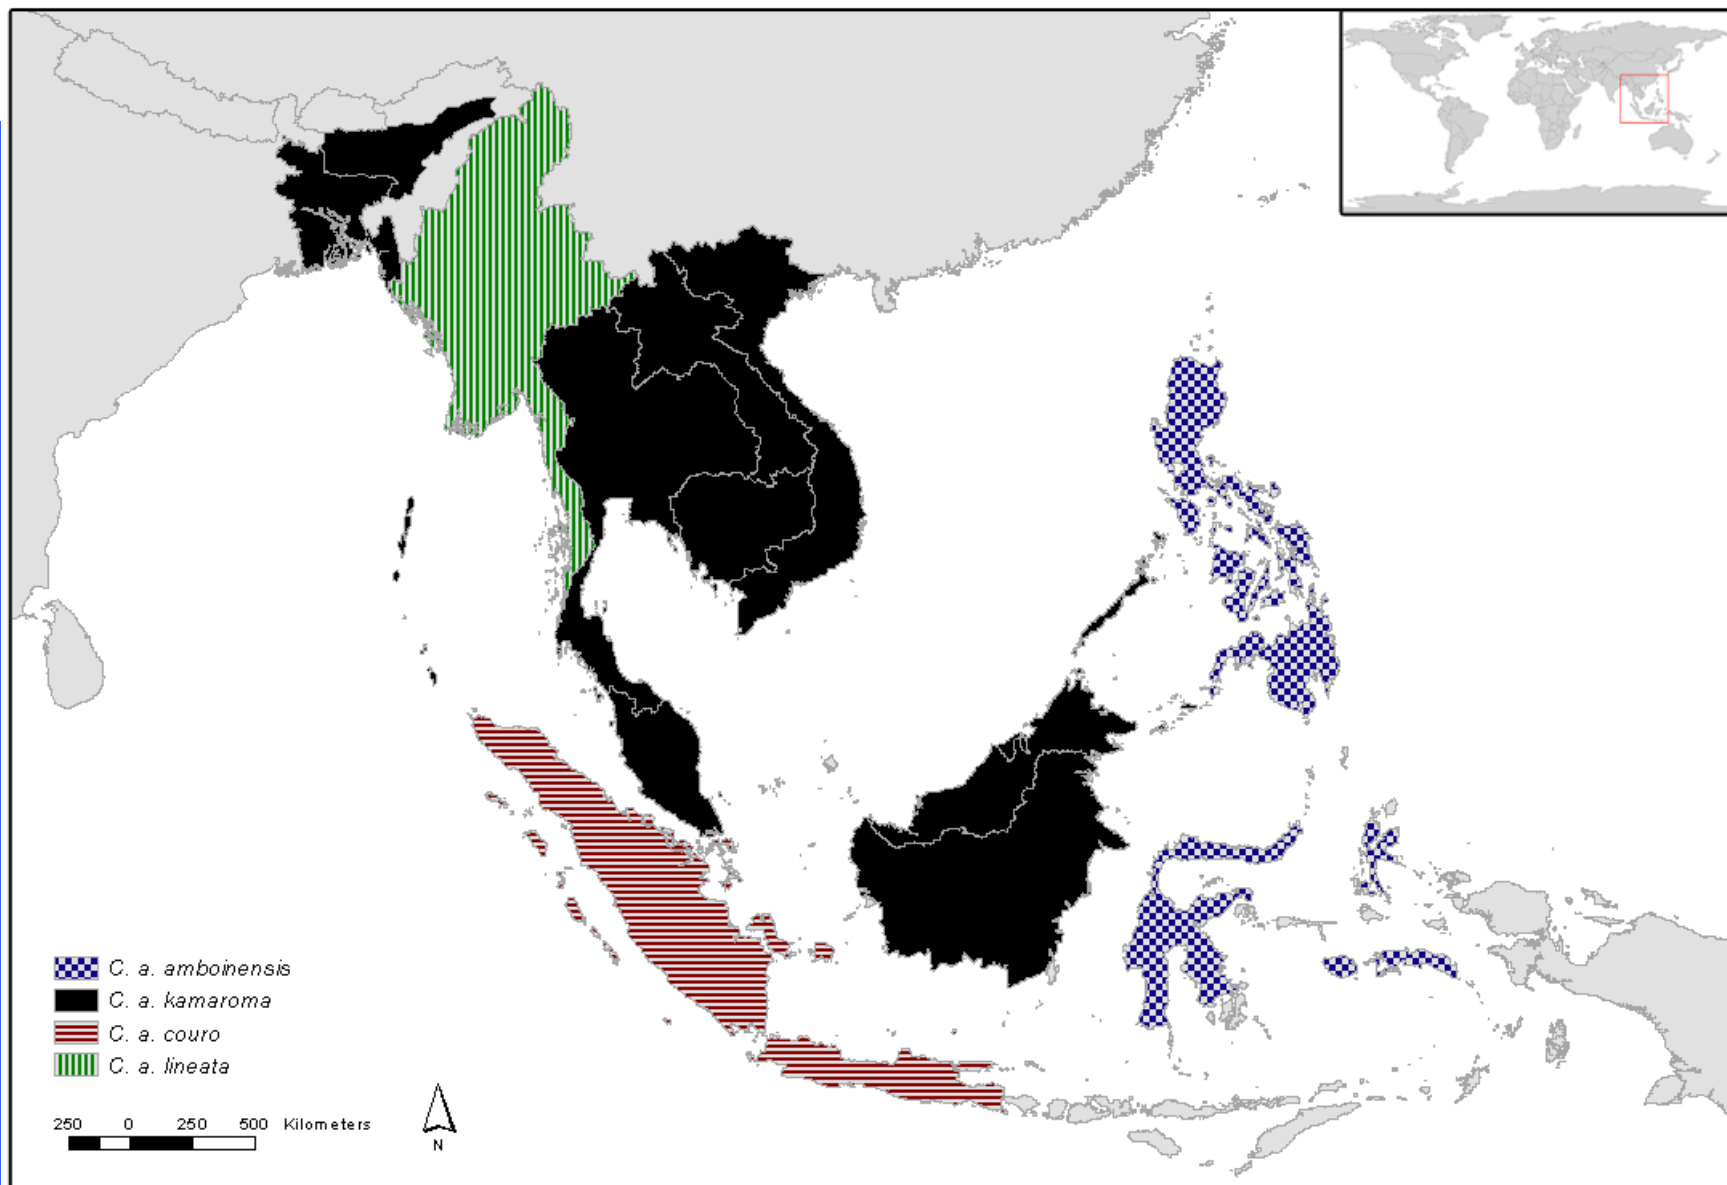 C. a. amboinensis
C. a. kamaroma
C. a. couro
C. a. lineata
250 0 250 500 Kilometers
N